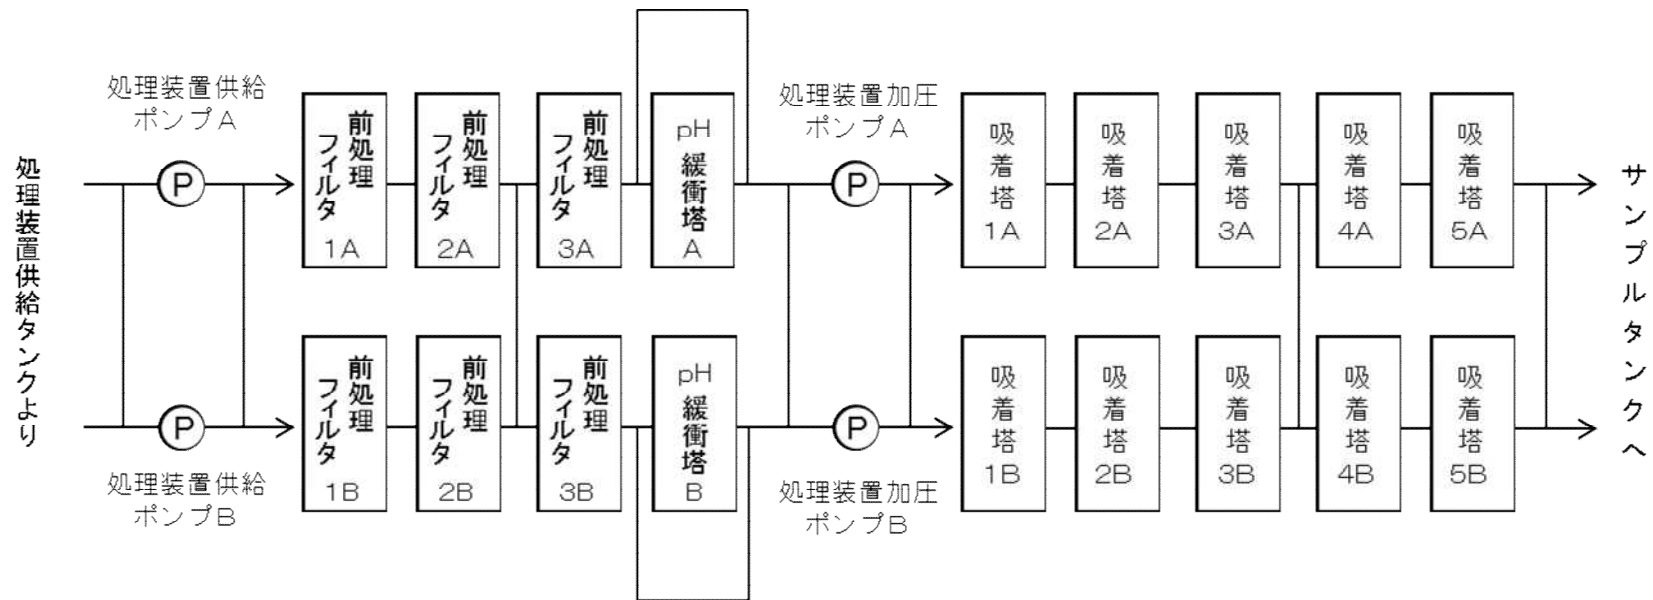 処理装置供給タンクより
処理装置供給
ポンプA
前処理
フィルタ
1A
前処理
フィルタ
2A
前処理
フィルタ
3A
pH
緩衝塔
A
処理装置加圧
ポンプA
吸着塔
1A
吸着塔
2A
吸着塔
3A
吸着塔
4A
吸着塔
5A
P
P
サンプルタンクへ
P
P
前処理
フィルタ
1B
前処理
フィルタ
2B
前処理
フィルタ
3B
pH
緩衝塔
B
吸着塔
1B
吸着塔
2B
吸着塔
3B
吸着塔
4B
吸着塔
5B
処理装置供給
ポンプB
処理装置加圧
ポンプB